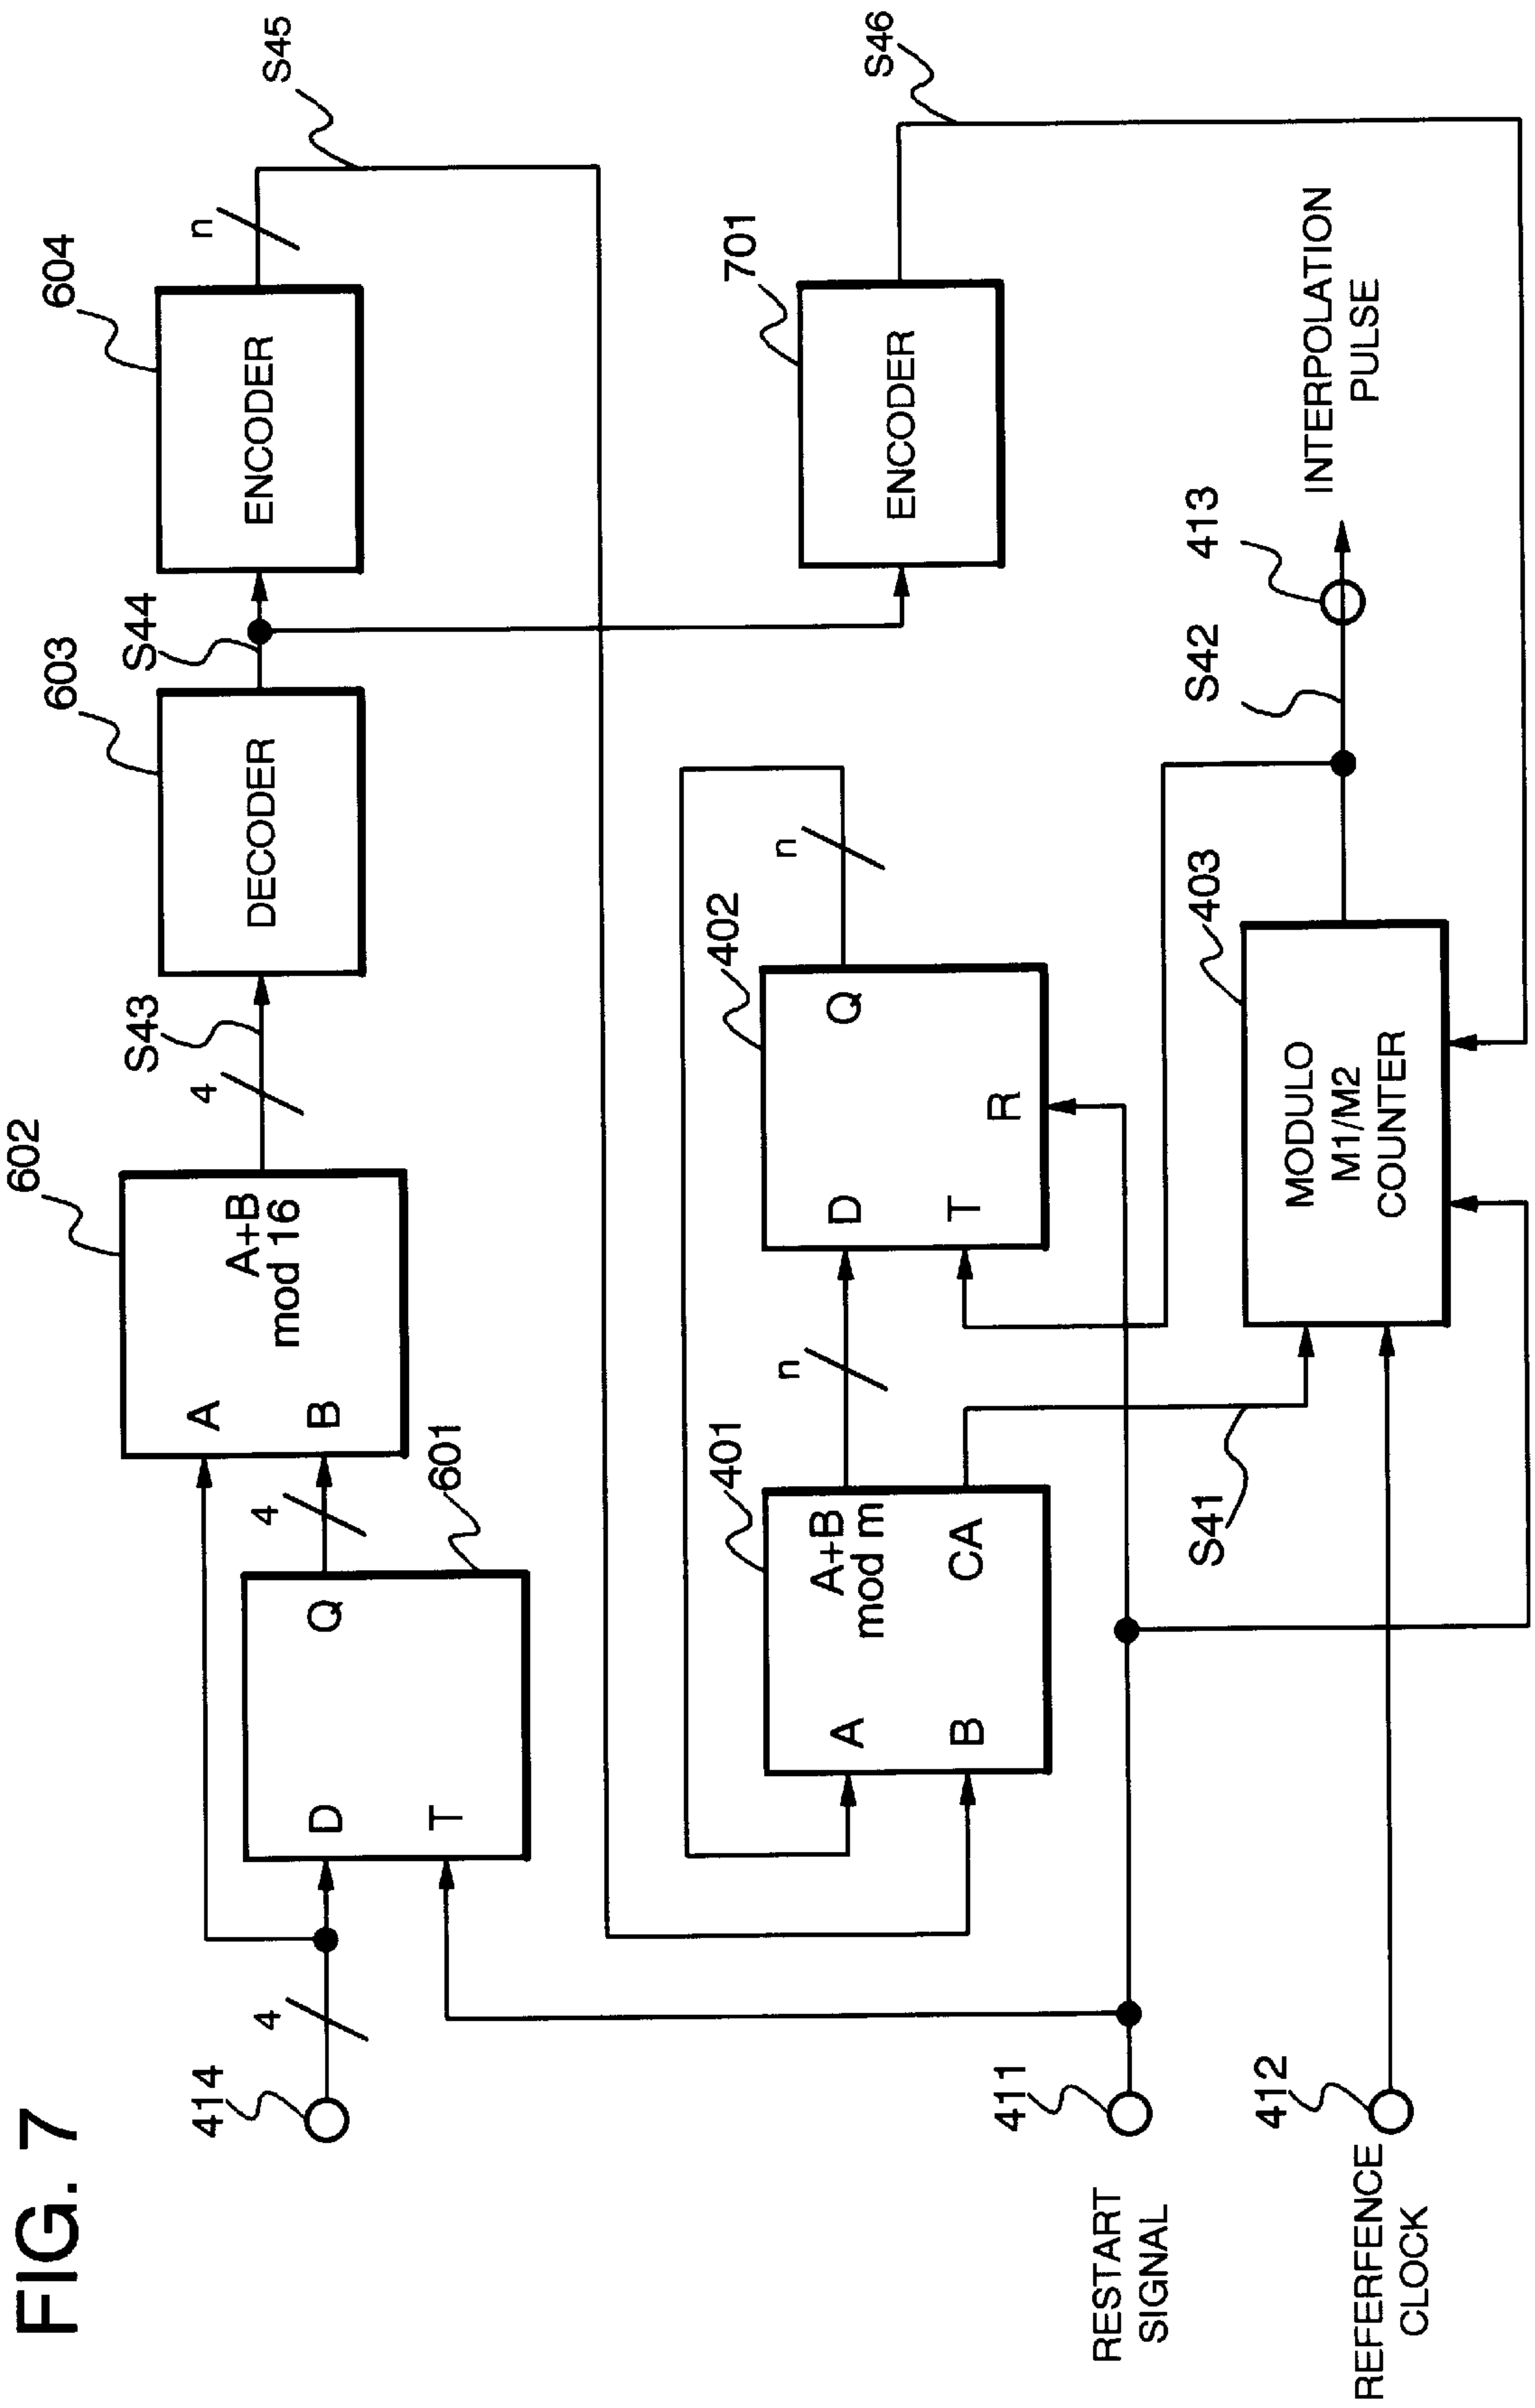 FIG. 7
414
4
D
T
Q
601
4
A
B
A+B
mod 16
602
4
S43
DECODER
603
S44
ENCODER
604
n
S45
A
B
A+B
mod m
CA
401
n
D
T
Q
R
402
n
ENCODER
701
S46
RESTART
SIGNAL
411
S41
REFERFENCE
CLOCK
412
MODULO
M1/M2
COUNTER
403
S42
413
INTERPOLATION
PULSE